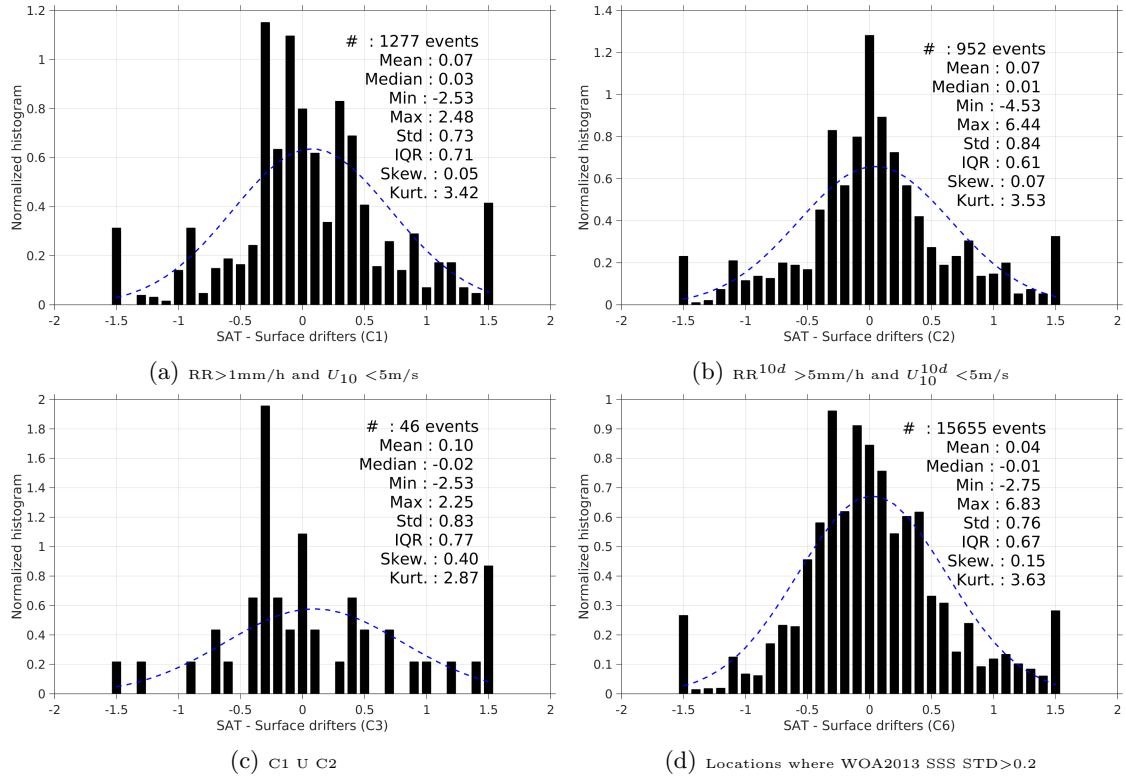 1.2
1
0.8
0.6
0.4
0.2
0
Normalized histogram
# : 1277 events
Mean : 0.07
Median : 0.03
Min : -2.53
Max : 2.48
Std : 0.73
IQR : 0.71
Skew. : 0.05
Kurt. : 3.42
-2 -1.5 -1 -0.5 0 0.5 1 1.5 2
SAT - Surface drifters (C1)
(a) RR>1mm/h and U10 <5m/s
1.4
1.2
1
0.8
0.6
0.4
0.2
0
Normalized histogram
# : 952 events
Mean : 0.07
Median : 0.01
Min : -4.53
Max : 6.44
Std : 0.84
IQR : 0.61
Skew. : 0.07
Kurt. : 3.53
-2 -1.5 -1 -0.5 0 0.5 1 1.5 2
SAT - Surface drifters (C2)
(b) RR^10d >5mm/h and U10^10d <5m/s
2
1.8
1.6
1.4
1.2
1
0.8
0.6
0.4
0.2
0
Normalized histogram
# : 46 events
Mean : 0.10
Median : -0.02
Min : -2.53
Max : 2.25
Std : 0.83
IQR : 0.77
Skew. : 0.40
Kurt. : 2.87
-2 -1.5 -1 -0.5 0 0.5 1 1.5 2
SAT - Surface drifters (C3)
(c) C1 U C2
1
0.9
0.8
0.7
0.6
0.5
0.4
0.3
0.2
0.1
0
Normalized histogram
# : 15655 events
Mean : 0.04
Median : -0.01
Min : -2.75
Max : 6.83
Std : 0.76
IQR : 0.67
Skew. : 0.15
Kurt. : 3.63
-2 -1.5 -1 -0.5 0 0.5 1 1.5 2
SAT - Surface drifters (C6)
(d) Locations where WOA2013 SSS STD>0.2